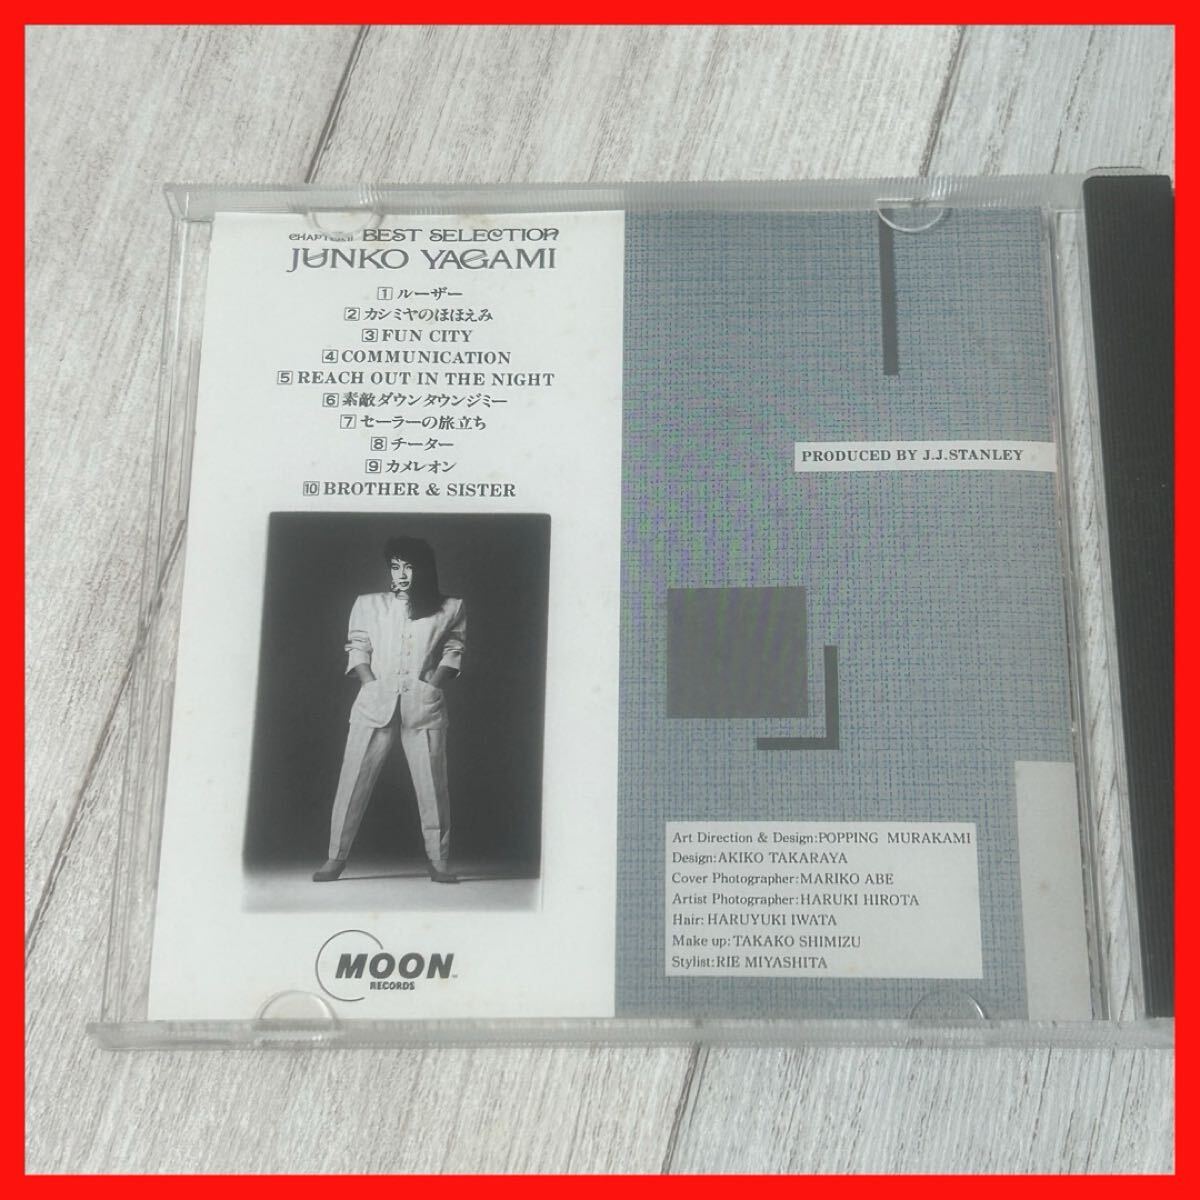 CHAPTER II BEST SELECTION
JUNKO YAGAMI
1 ルーザー
2 カシミヤのほほえみ
3 FUN CITY
4 COMMUNICATION
5 REACH OUT IN THE NIGHT
6 素敵ダウンタウンジミー
7 セーラーの旅立ち
8 チーター
9 カメレオン
10 BROTHER & SISTER
MOON™
RECORDS
PRODUCED BY J.J.STANLEY
Art Direction & Design:POPPING MURAKAMI
Design:AKIKO TAKARAYA
Cover Photographer:MARIKO ABE
Artist Photographer:HARUKI HIROTA
Hair:HARUYUKI IWATA
Make up:TAKAKO SHIMIZU
Stylist:RIE MIYASHITA